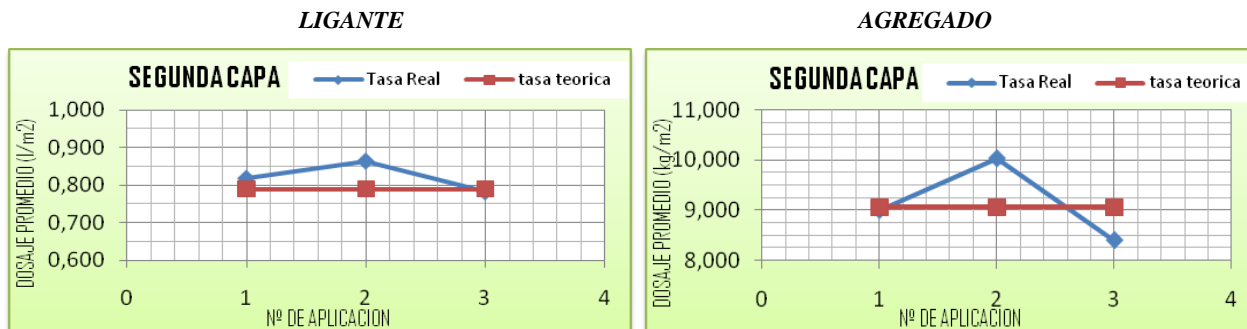 LIGANTE
SEGUNDA CAPA
Tasa Real
tasa teorica
DOSAJE PROMEDIO (l/m2)
1,000
0,900
0,800
0,700
0,600
0
1
2
3
4
Nº DE APLICACION
AGREGADO
SEGUNDA CAPA
Tasa Real
tasa teorica
DOSAJE PROMEDIO (kg/m2)
11,000
10,000
9,000
8,000
0
1
2
3
4
Nº DE APLICACION